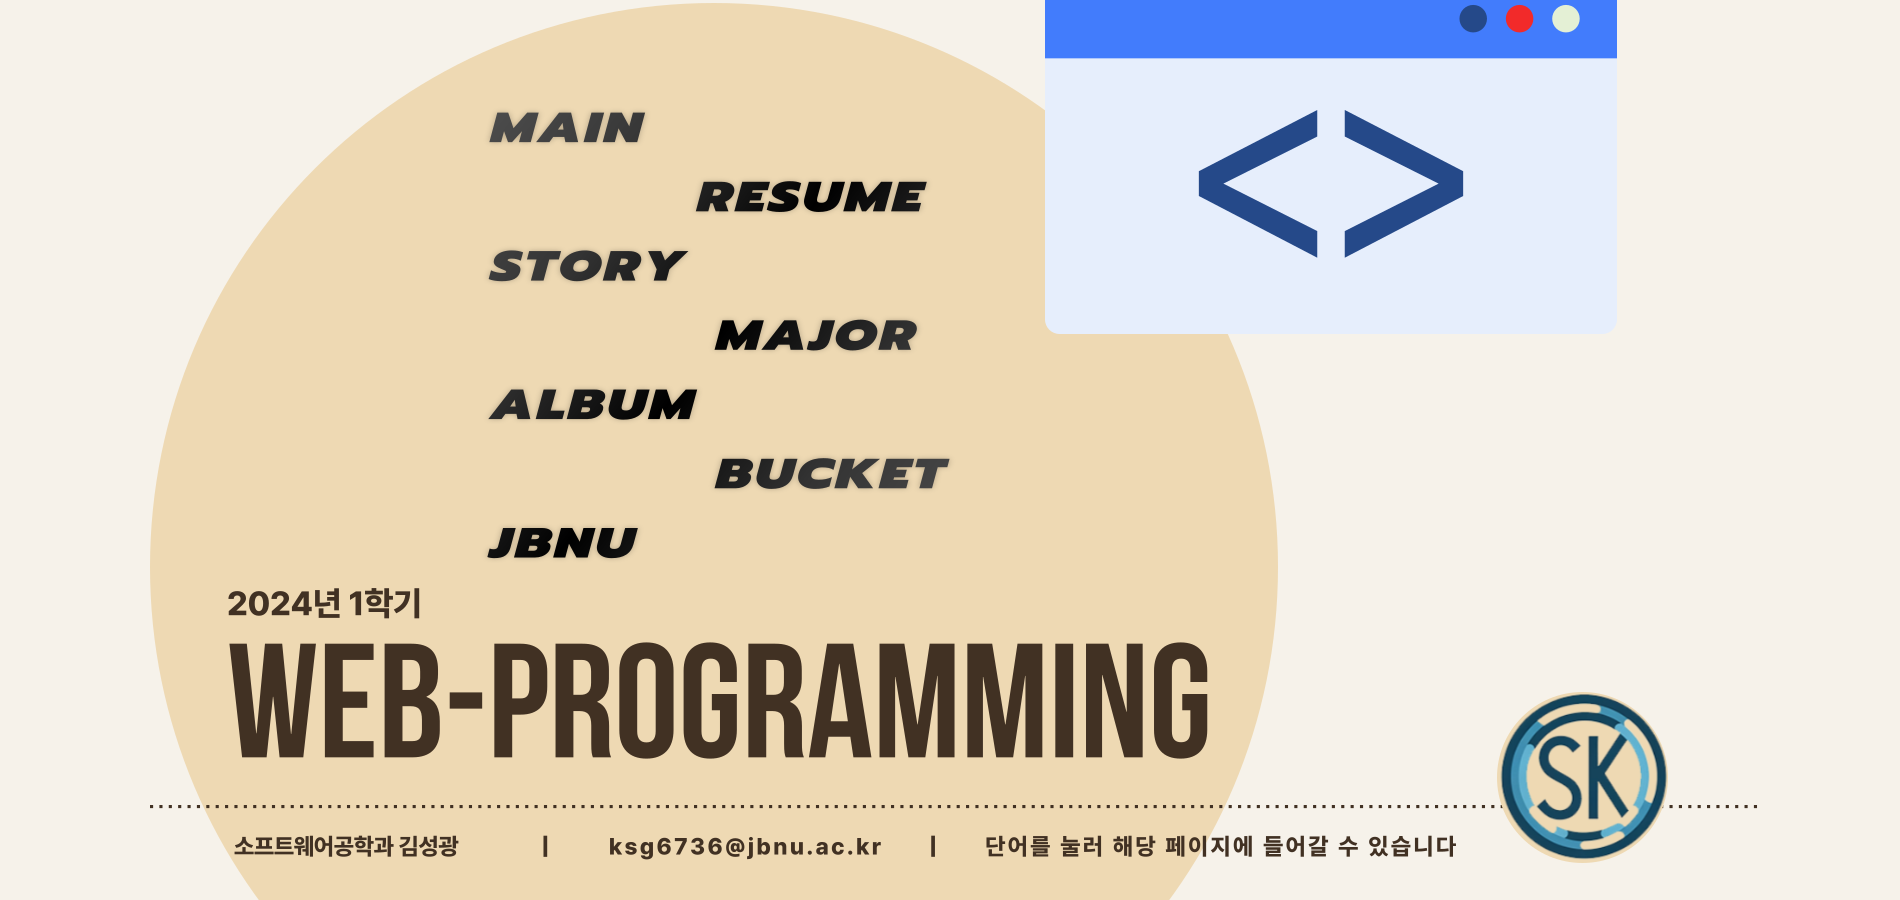 MAIN
RESUME
STORY
MAJOR
ALBUM
BUCKET
JBNU
<>
2024년 1학기
WEB-PROGRAMMING
SK
소프트웨어공학과 김성광 | ksg6736@jbnu.ac.kr | 단어를 눌러 해당 페이지에 들어갈 수 있습니다